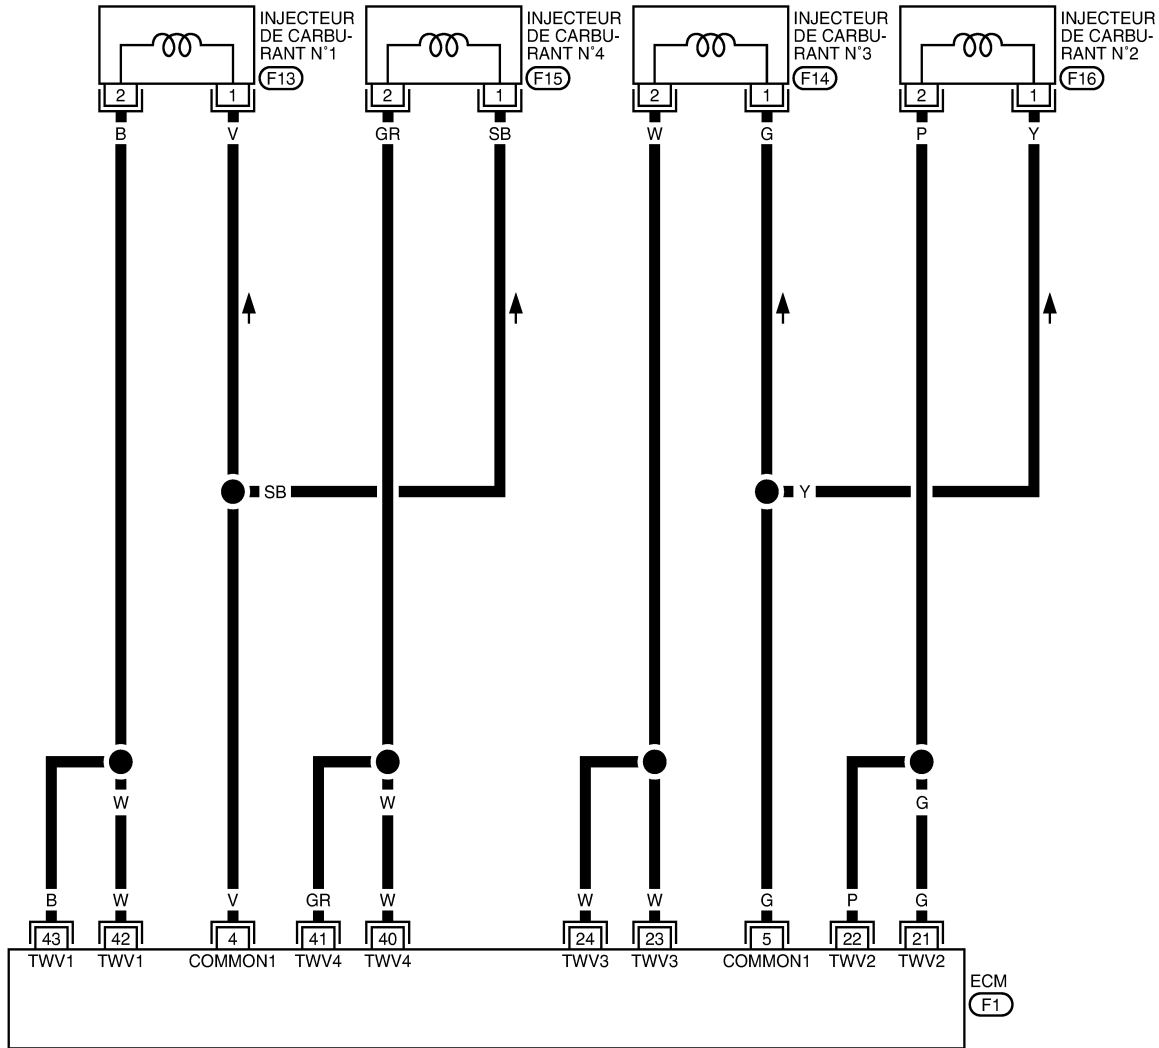 INJECTEUR
DE CARBU-
RANT N°1
F13
INJECTEUR
DE CARBU-
RANT N°4
F15
INJECTEUR
DE CARBU-
RANT N°3
F14
INJECTEUR
DE CARBU-
RANT N°2
F16
2 1 2 1 2 1 2 1
B V GR SB W G P Y
SB Y
W W G
B W V GR W W W G P G
43 42 4 41 40 24 23 5 22 21
TWV1 TWV1 COMMON1 TWV4 TWV4 TWV3 TWV3 COMMON1 TWV2 TWV2
ECM
F1